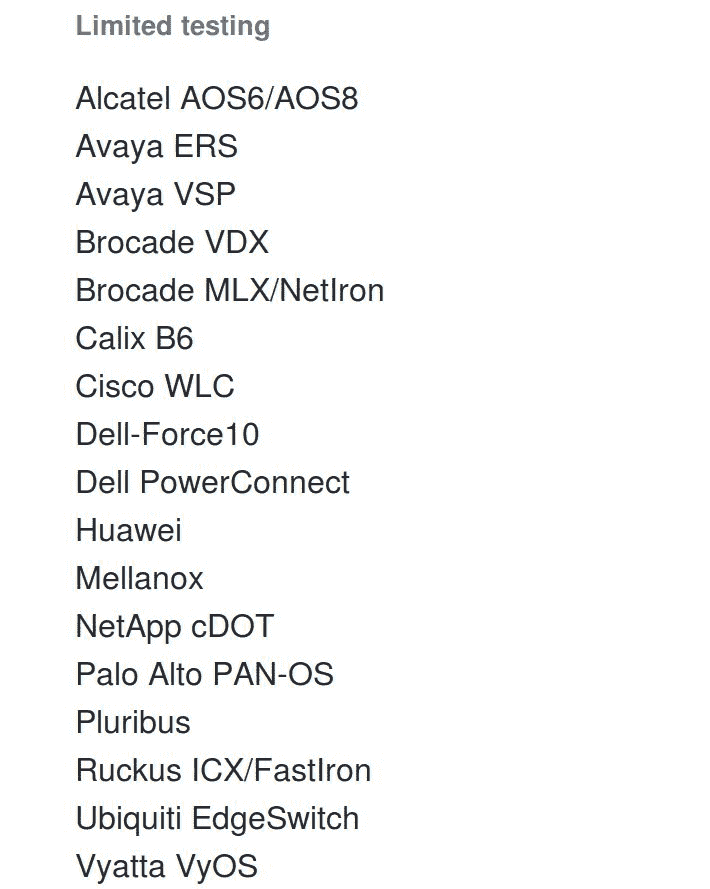 Limited testing
Alcatel AOS6/AOS8
Avaya ERS
Avaya VSP
Brocade VDX
Brocade MLX/NetIron
Calix B6
Cisco WLC
Dell-Force10
Dell PowerConnect
Huawei
Mellanox
NetApp cDOT
Palo Alto PAN-OS
Pluribus
Ruckus ICX/FastIron
Ubiquiti EdgeSwitch
Vyatta VyOS